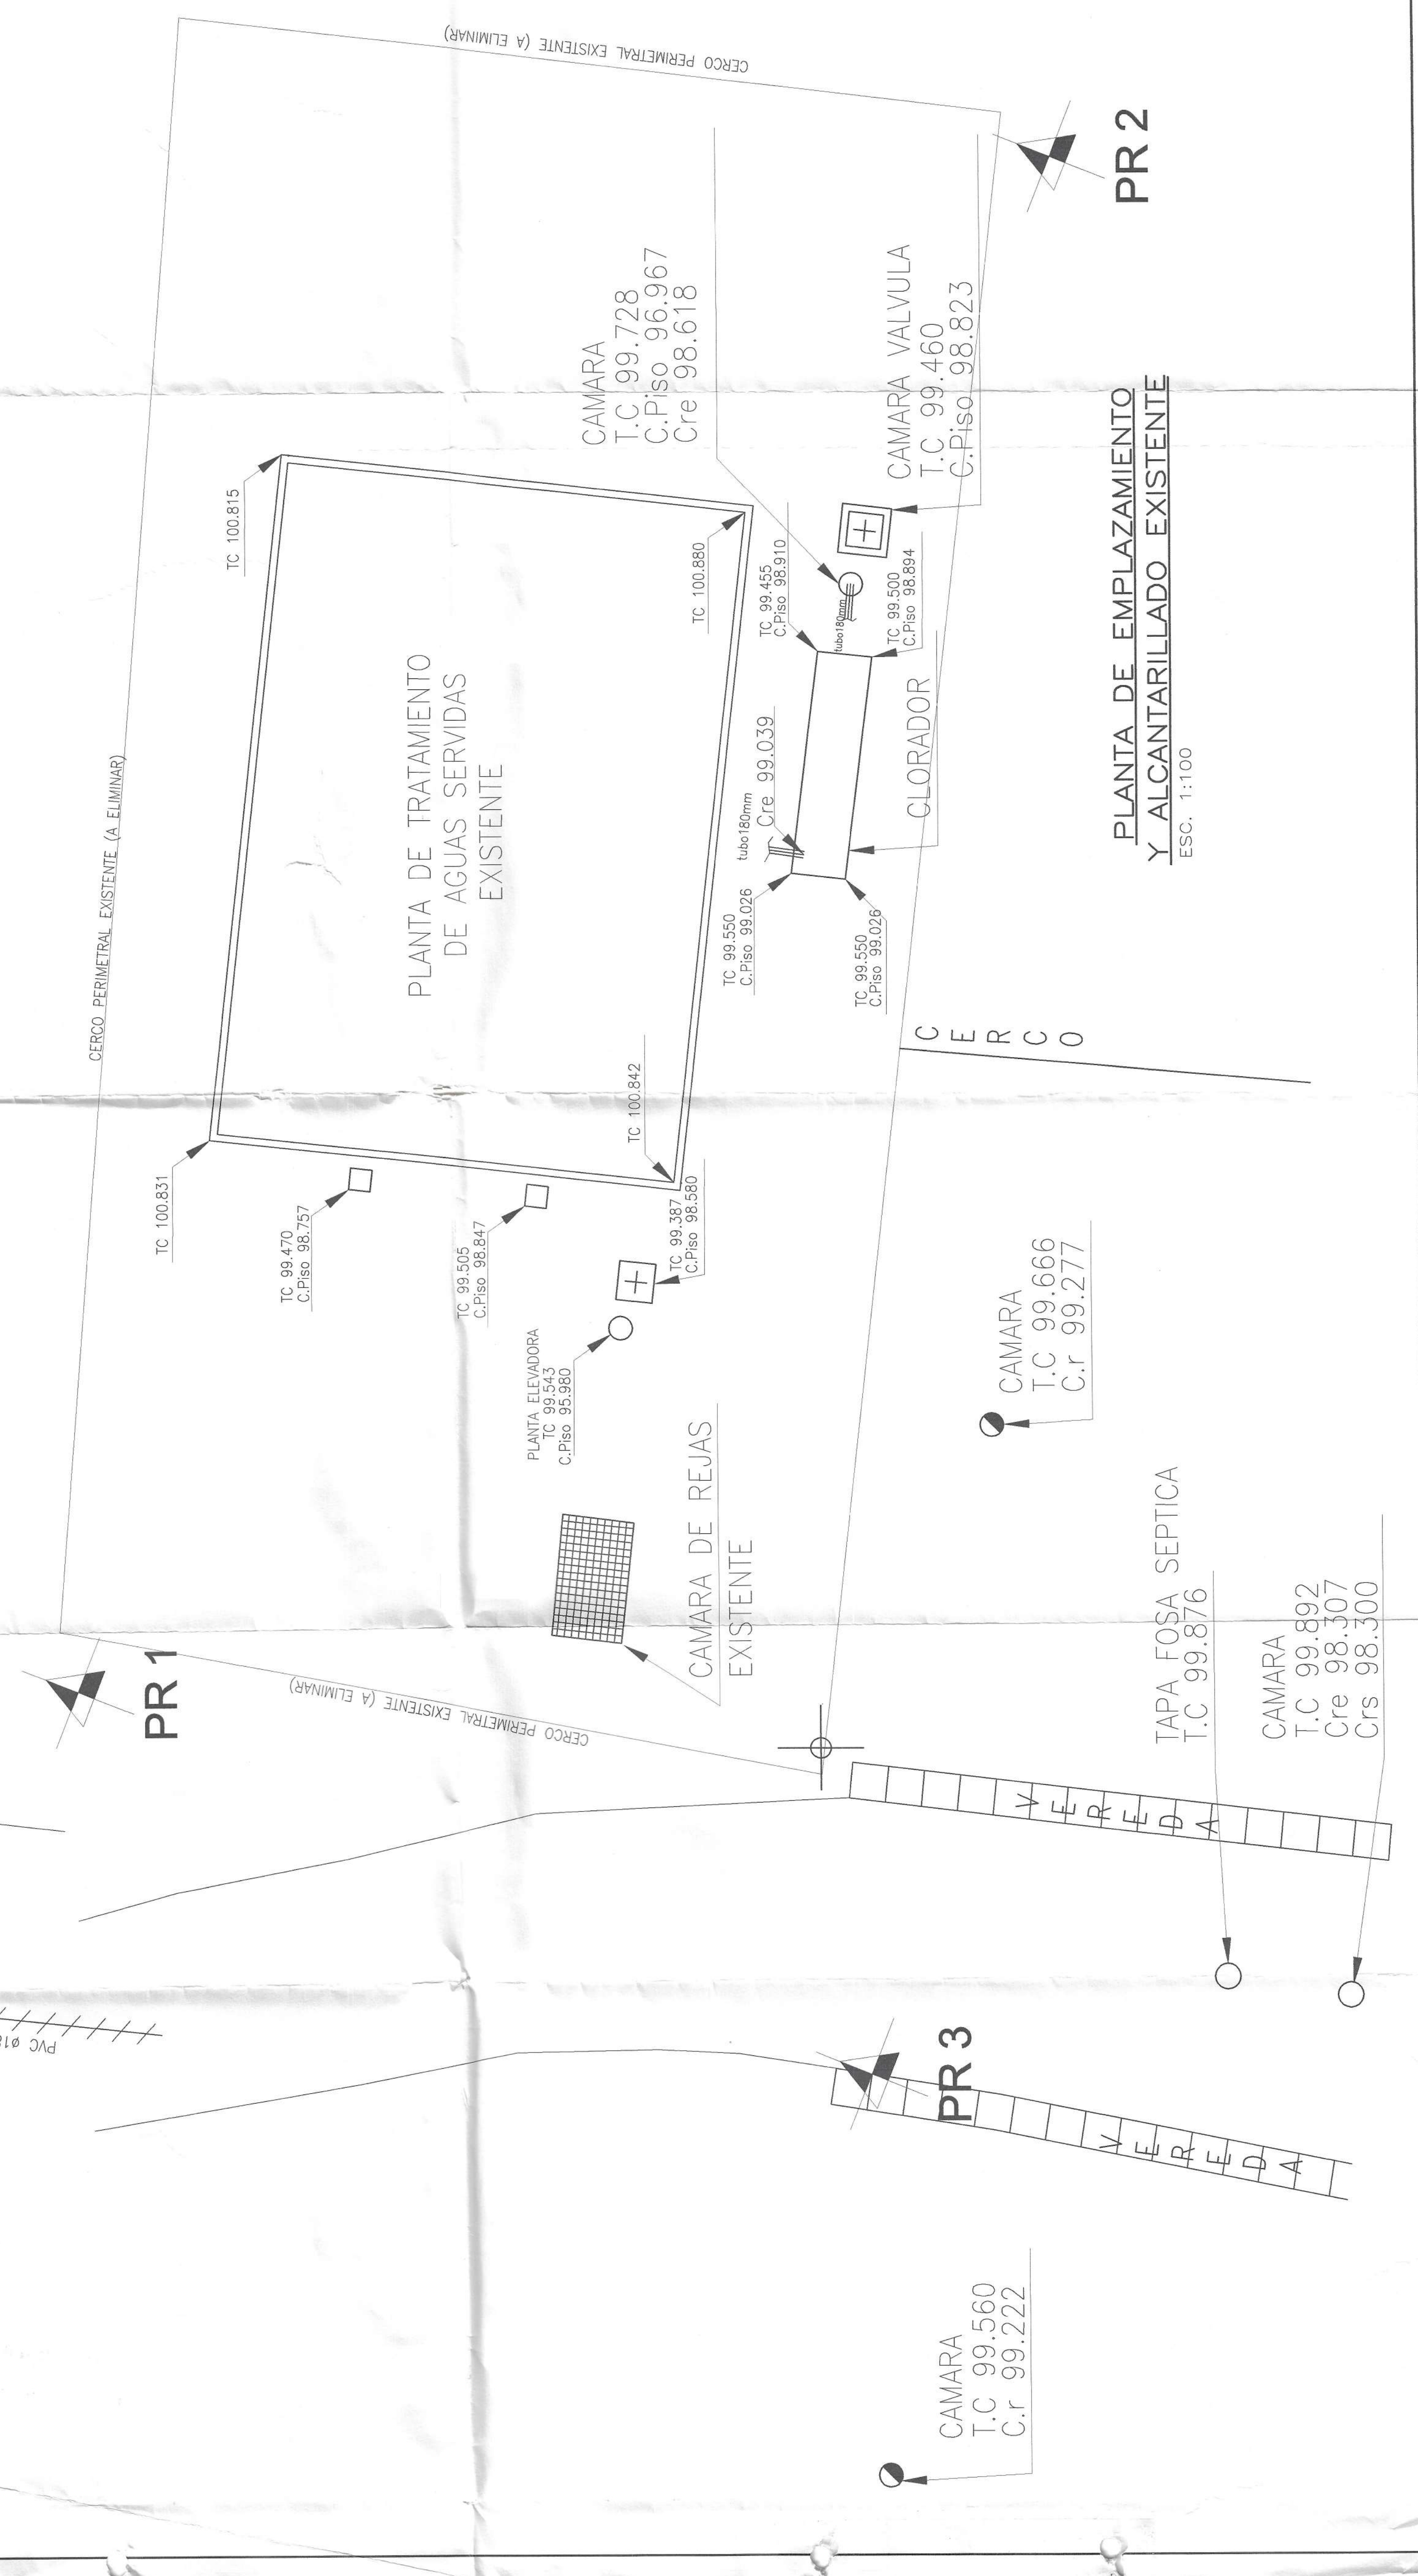 CERCO PERIMETRAL EXISTENTE (A ELIMINAR)
CERCO PERIMETRAL EXISTENTE (A ELIMINAR)
TC 100.831
TC 100.815
TC 99.470
C.Piso 98.757
TC 99.505
C.Piso 98.847
PLANTA DE TRATAMIENTO
DE AGUAS SERVIDAS
EXISTENTE
PLANTA ELEVADORA
TC 99.543
C.Piso 95.980
TC 99.387
C.Piso 98.580
TC 100.842
TC 100.880
CAMARA
T.C 99.728
C.Piso 96.967
Cre 98.618
TC 99.455
C.Piso 98.910
tubo180mm
Cre 99.039
tubo180mm
TC 99.550
C.Piso 99.026
TC 99.550
C.Piso 99.026
TC 99.500
C.Piso 98.894
CLORADOR
CAMARA VALVULA
T.C 99.460
C.Piso 98.823
PR 1
PR 2
CERCO PERIMETRAL EXISTENTE (A ELIMINAR)
CAMARA DE REJAS
EXISTENTE
CERCO
CAMARA
T.C 99.666
C.r 99.277
PLANTA DE EMPLAZAMIENTO
Y ALCANTARILLADO EXISTENTE
ESC. 1:100
VEREDA
TAPA FOSA SEPTICA
T.C 99.876
CAMARA
T.C 99.892
Cre 98.307
Crs 98.300
PR 3
VEREDA
CAMARA
T.C 99.560
C.r 99.222
PVC